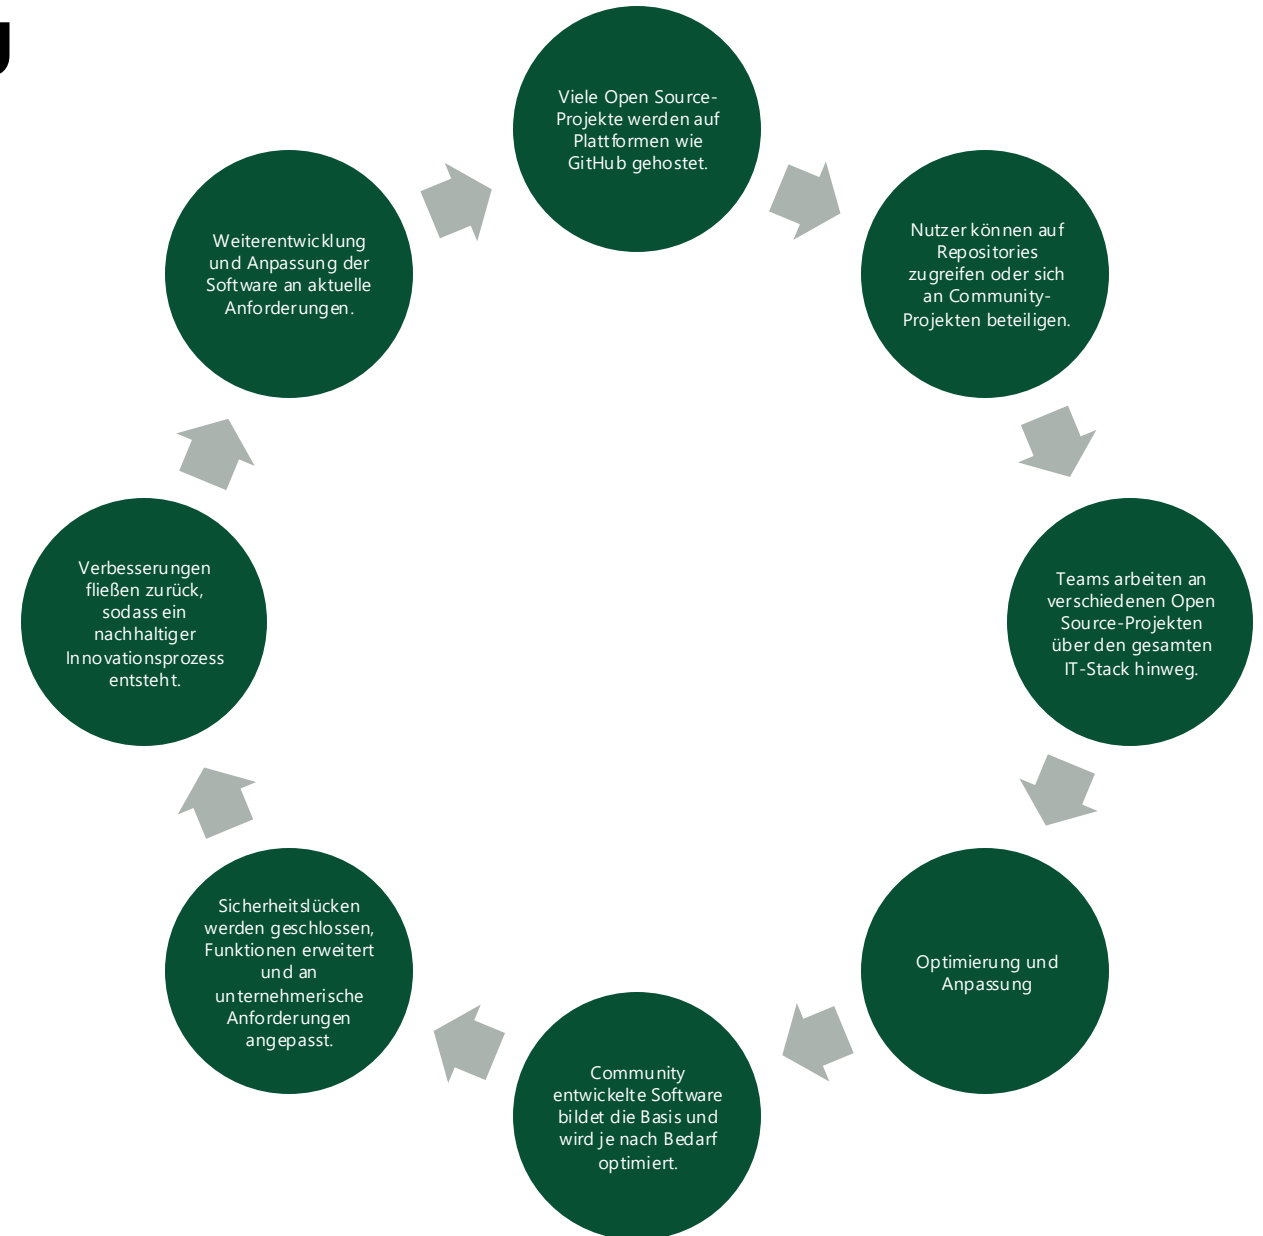 Viele Open Source-
Projekte werden auf
Plattformen wie
GitHub gehostet.
Nutzer können auf
Repositories
zugreifen oder sich
an Community-
Projekten beteiligen.
Teams arbeiten an
verschiedenen Open
Source-Projekten
über den gesamten
IT-Stack hinweg.
Optimierung und
Anpassung
Community
entwickelte Software
bildet die Basis und
wird je nach Bedarf
optimiert.
Sicherheitslücken
werden geschlossen,
Funktionen erweitert
und an
unternehmerische
Anforderungen
angepasst.
Verbesserungen
fließen zurück,
sodass ein
nachhaltiger
Innovationsprozess
entsteht.
Weiterentwicklung
und Anpassung der
Software an aktuelle
Anforderungen.